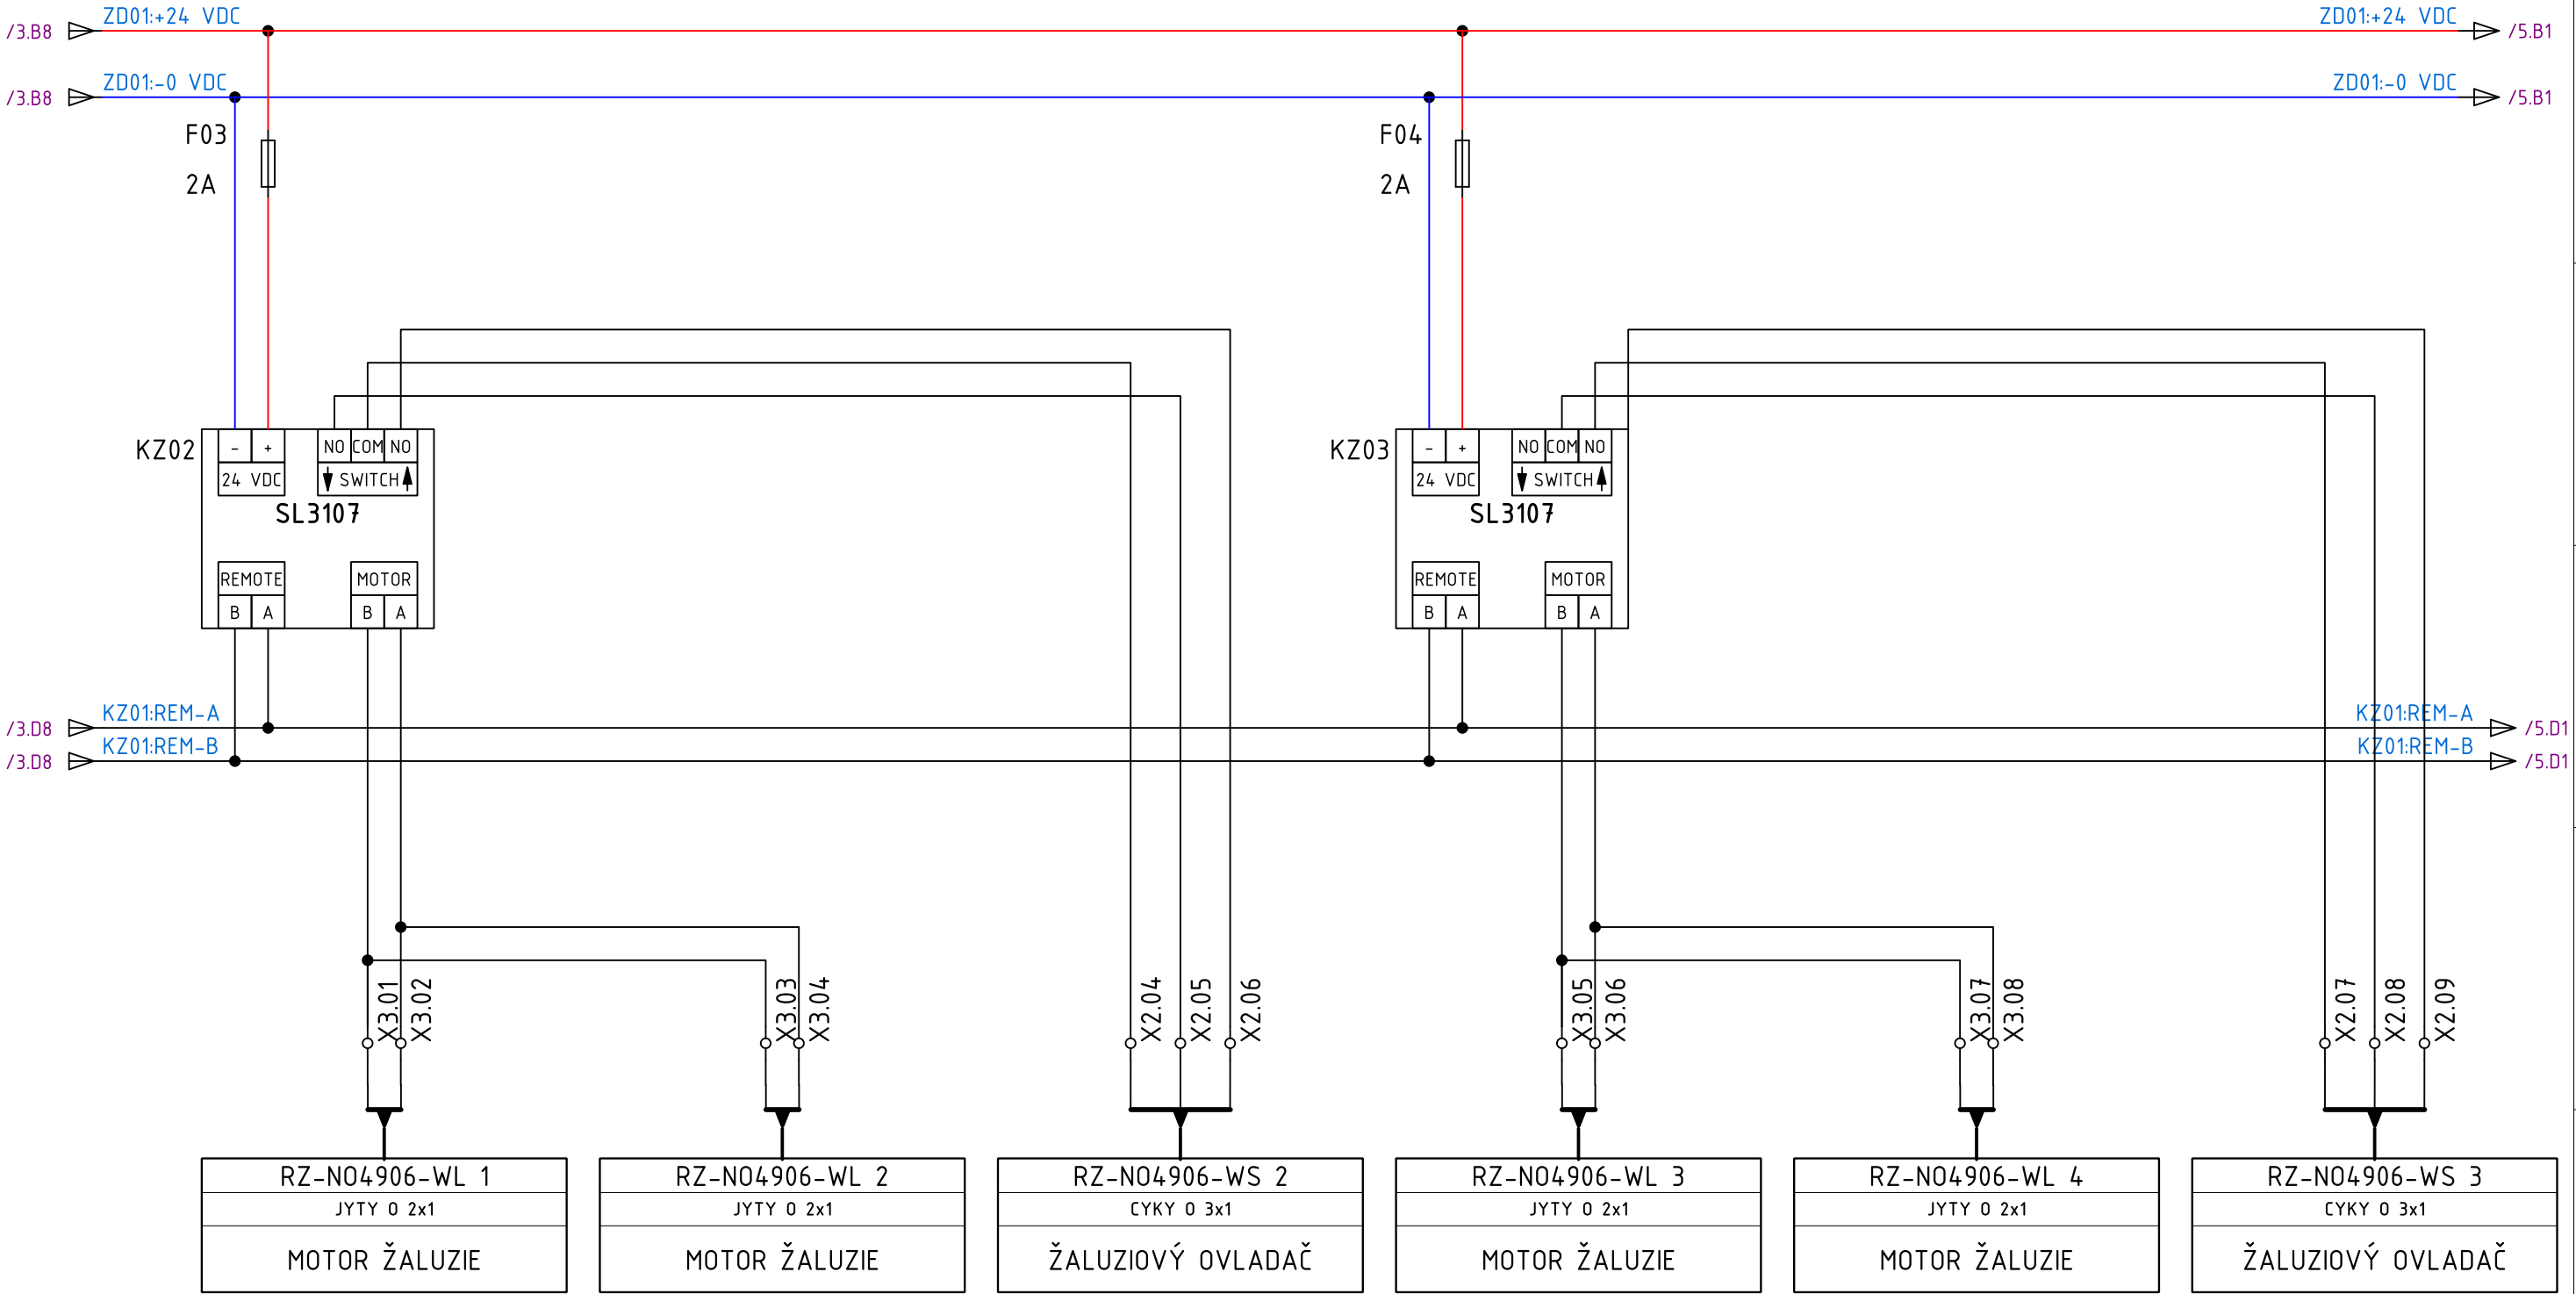 ZD01:+24 VDC
ZD01:+24 VDC
/3.B8
/5.B1
ZD01:-0 VDC
ZD01:-0 VDC
/3.B8
/5.B1
F03
2A
F04
2A
KZ02
- + NO COM NO
24 VDC SWITCH
SL3107
REMOTE MOTOR
B A B A
KZ03
- + NO COM NO
24 VDC SWITCH
SL3107
REMOTE MOTOR
B A B A
KZ01:REM-A
KZ01:REM-A
/3.D8
/5.D1
KZ01:REM-B
KZ01:REM-B
/3.D8
/5.D1
X3.01
X3.02
X3.03
X3.04
X2.04
X2.05
X2.06
X3.05
X3.06
X3.07
X3.08
X2.07
X2.08
X2.09
RZ-N04906-WL 1
JYTY O 2x1
MOTOR ŽALUZIE
RZ-N04906-WL 2
JYTY O 2x1
MOTOR ŽALUZIE
RZ-N04906-WS 2
CYKY O 3x1
ŽALUZIOVÝ OVLADAČ
RZ-N04906-WL 3
JYTY O 2x1
MOTOR ŽALUZIE
RZ-N04906-WL 4
JYTY O 2x1
MOTOR ŽALUZIE
RZ-N04906-WS 3
CYKY O 3x1
ŽALUZIOVÝ OVLADAČ